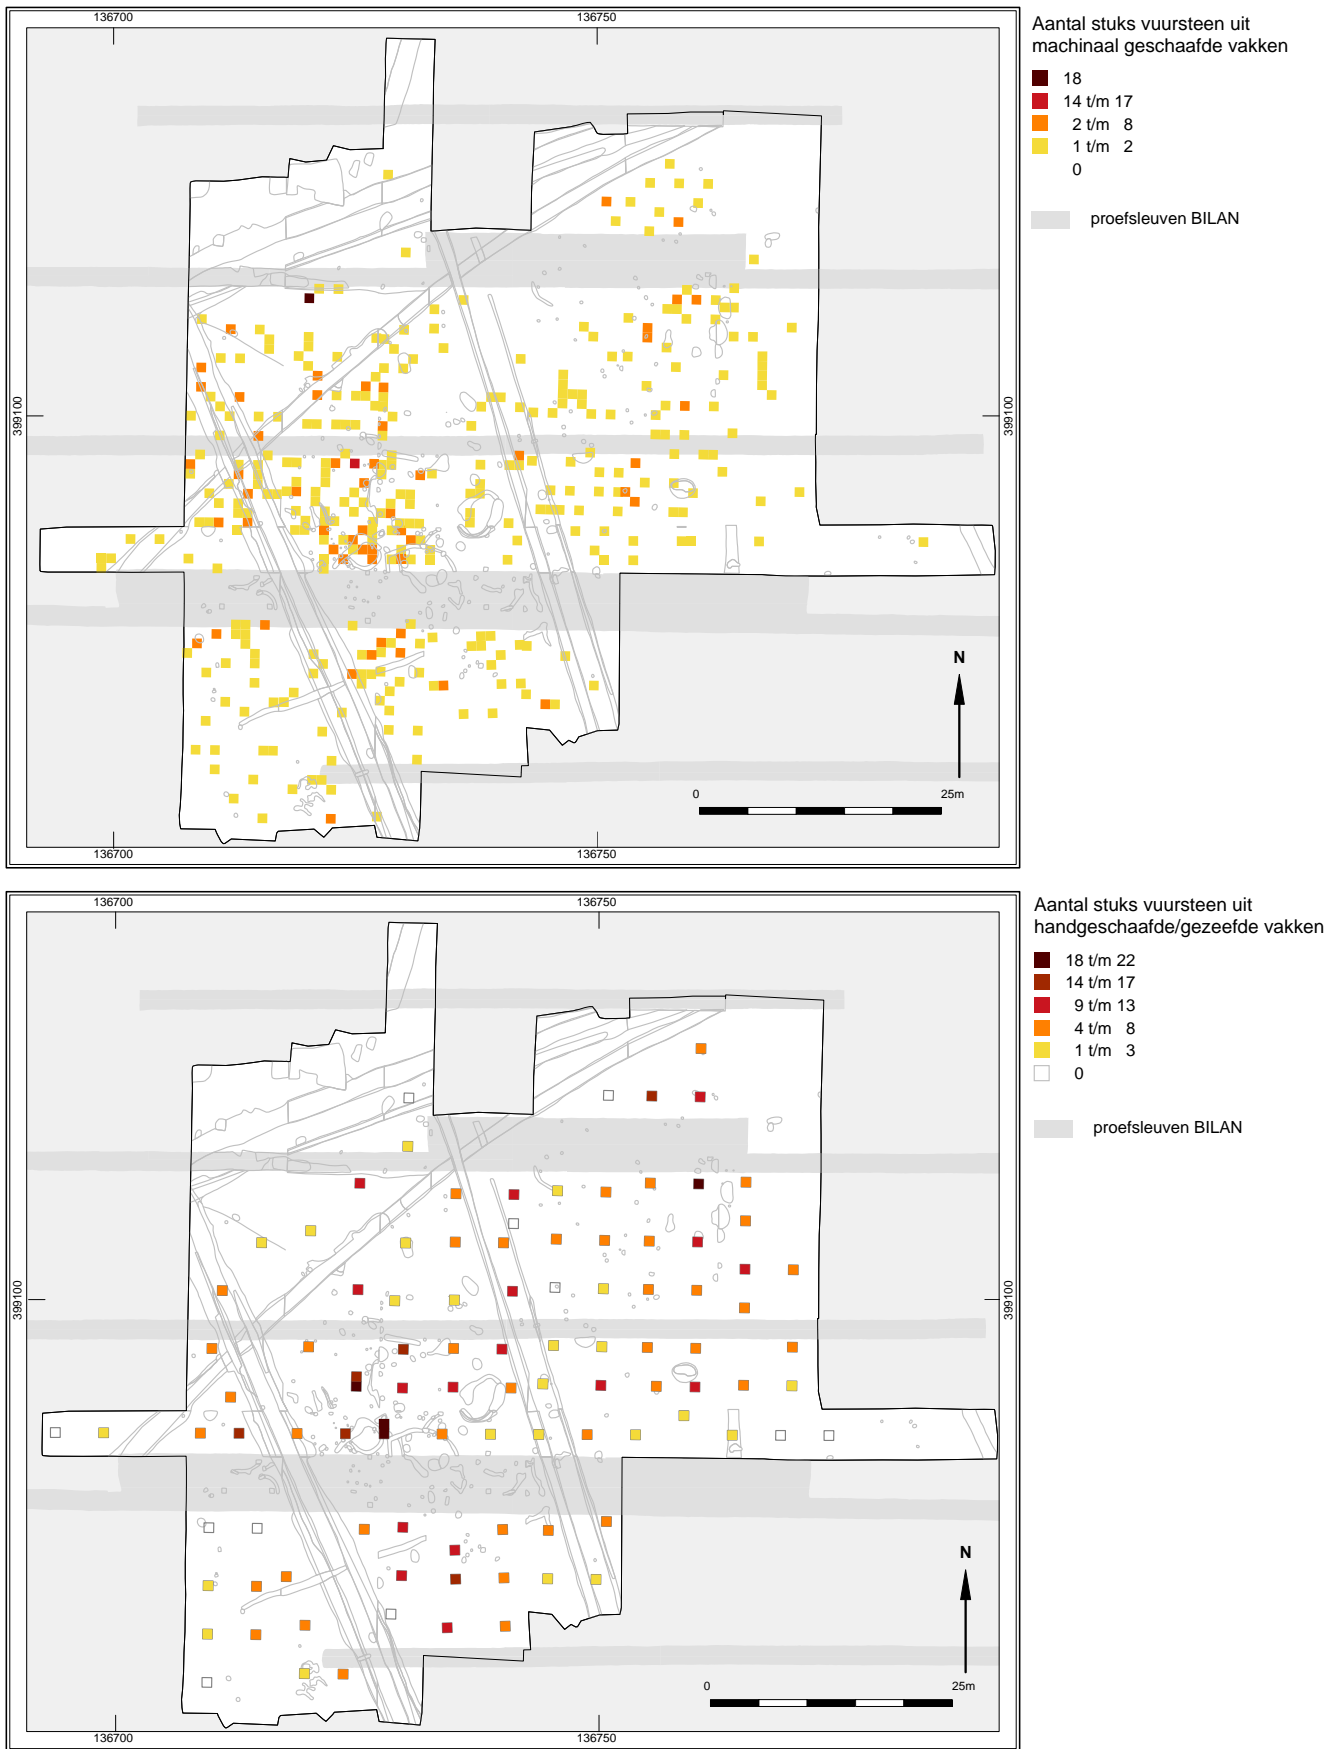 136700
136750
399100
399100
N
0
25m
136700
136750
Aantal stuks vuursteen uit
machinaal geschaafde vakken
18
14 t/m 17
2 t/m 8
1 t/m 2
0
proefsleuven BILAN
136700
136750
399100
399100
N
0
25m
136700
136750
Aantal stuks vuursteen uit
handgeschaafde/gezeefde vakken
18 t/m 22
14 t/m 17
9 t/m 13
4 t/m 8
1 t/m 3
0
proefsleuven BILAN